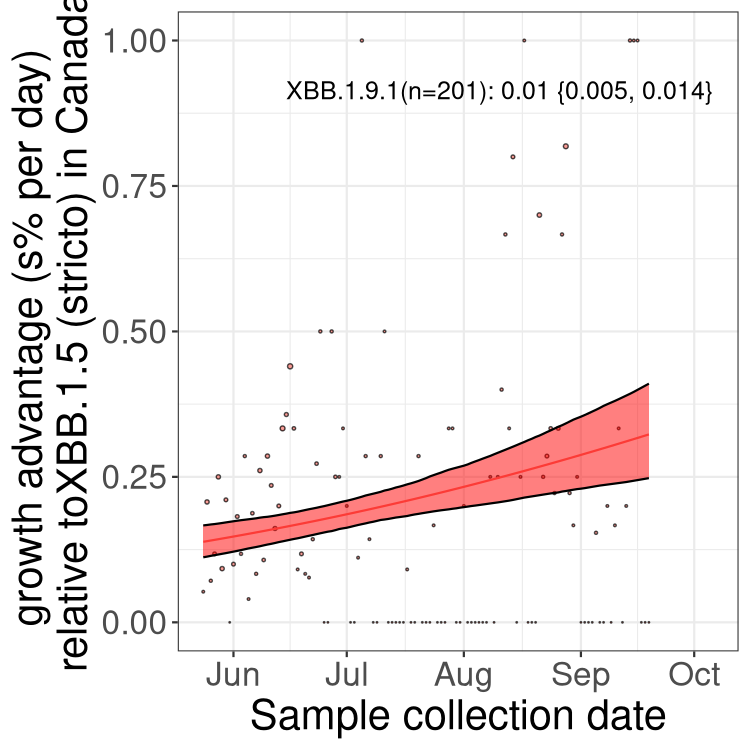 growth advantage (s% per day)
relative toXBB.1.5 (stricto) in Canada
1.00
0.75
0.50
0.25
0.00
XBB.1.9.1(n=201): 0.01 {0.005, 0.014}
Jun
Jul
Aug
Sep
Oct
Sample collection date